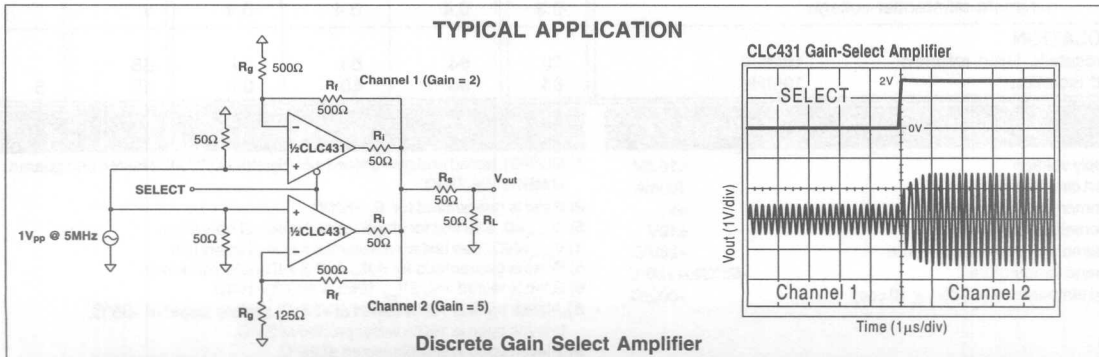 TYPICAL APPLICATION
Rg 500Ω
Rf 500Ω
Channel 1 (Gain = 2)
50Ω
½CLC431
Ri 50Ω
SELECT
Rs 50Ω
Vout
50Ω RL
1VPP @ 5MHz
50Ω
½CLC431
Ri 50Ω
500Ω Rf
Rg 125Ω
Channel 2 (Gain = 5)
Discrete Gain Select Amplifier
CLC431 Gain-Select Amplifier
2V
SELECT
0V
Vout (1V/div)
Channel 1
Channel 2
Time (1µs/div)